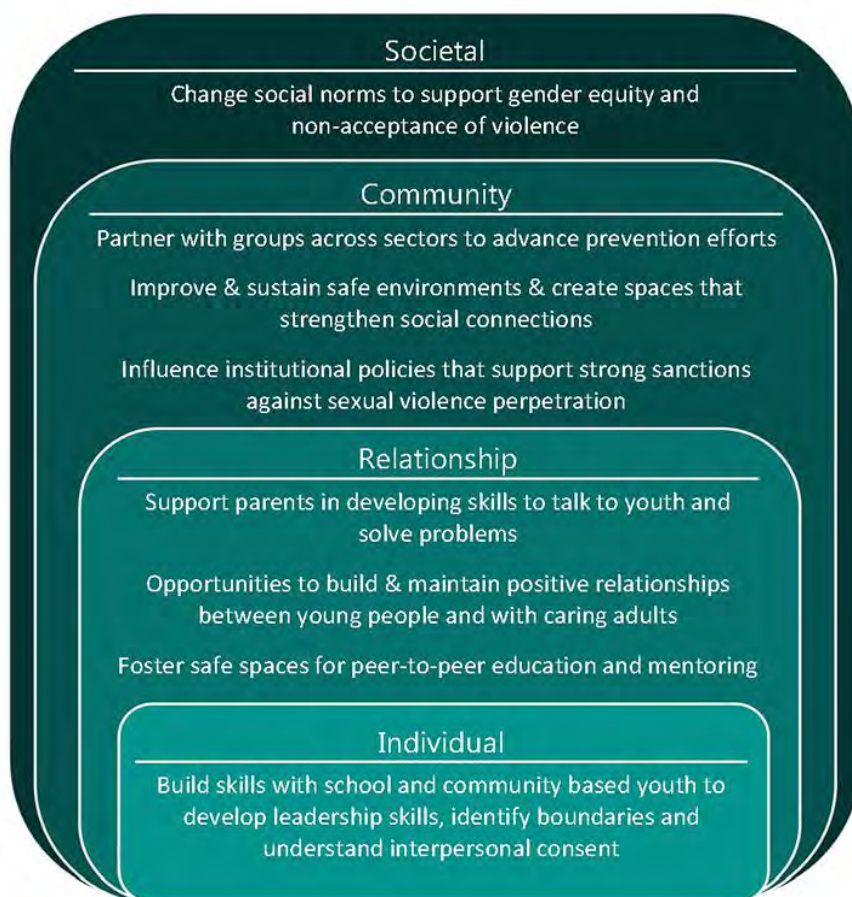 Societal
Change social norms to support gender equity and
non-acceptance of violence
Community
Partner with groups across sectors to advance prevention efforts
Improve & sustain safe environments & create spaces that
strengthen social connections
Influence institutional policies that support strong sanctions
against sexual violence perpetration
Relationship
Support parents in developing skills to talk to youth and
solve problems
Opportunities to build & maintain positive relationships
between young people and with caring adults
Foster safe spaces for peer-to-peer education and mentoring
Individual
Build skills with school and community based youth to
develop leadership skills, identify boundaries and
understand interpersonal consent